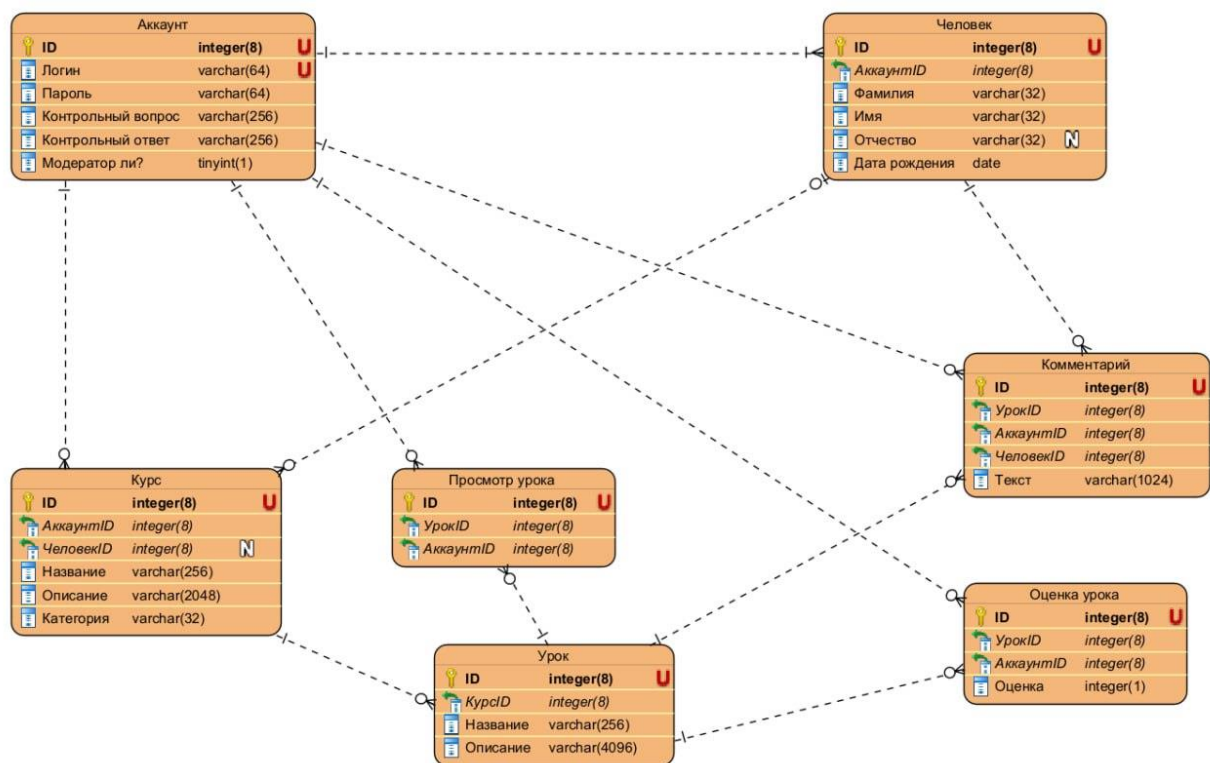 Аккаунт
ID integer(8) U
Логин varchar(64) U
Пароль varchar(64)
Контрольный вопрос varchar(256)
Контрольный ответ varchar(256)
Модератор ли? tinyint(1)
Человек
ID integer(8) U
АккаунтID integer(8)
Фамилия varchar(32)
Имя varchar(32)
Отчество varchar(32) N
Дата рождения date
Комментарий
ID integer(8) U
УрокID integer(8)
АккаунтID integer(8)
ЧеловекID integer(8)
Текст varchar(1024)
Курс
ID integer(8) U
АккаунтID integer(8)
ЧеловекID integer(8) N
Название varchar(256)
Описание varchar(2048)
Категория varchar(32)
Просмотр урока
ID integer(8) U
УрокID integer(8)
АккаунтID integer(8)
Оценка урока
ID integer(8) U
УрокID integer(8)
АккаунтID integer(8)
Оценка integer(1)
Урок
ID integer(8) U
КурсID integer(8)
Название varchar(256)
Описание varchar(4096)